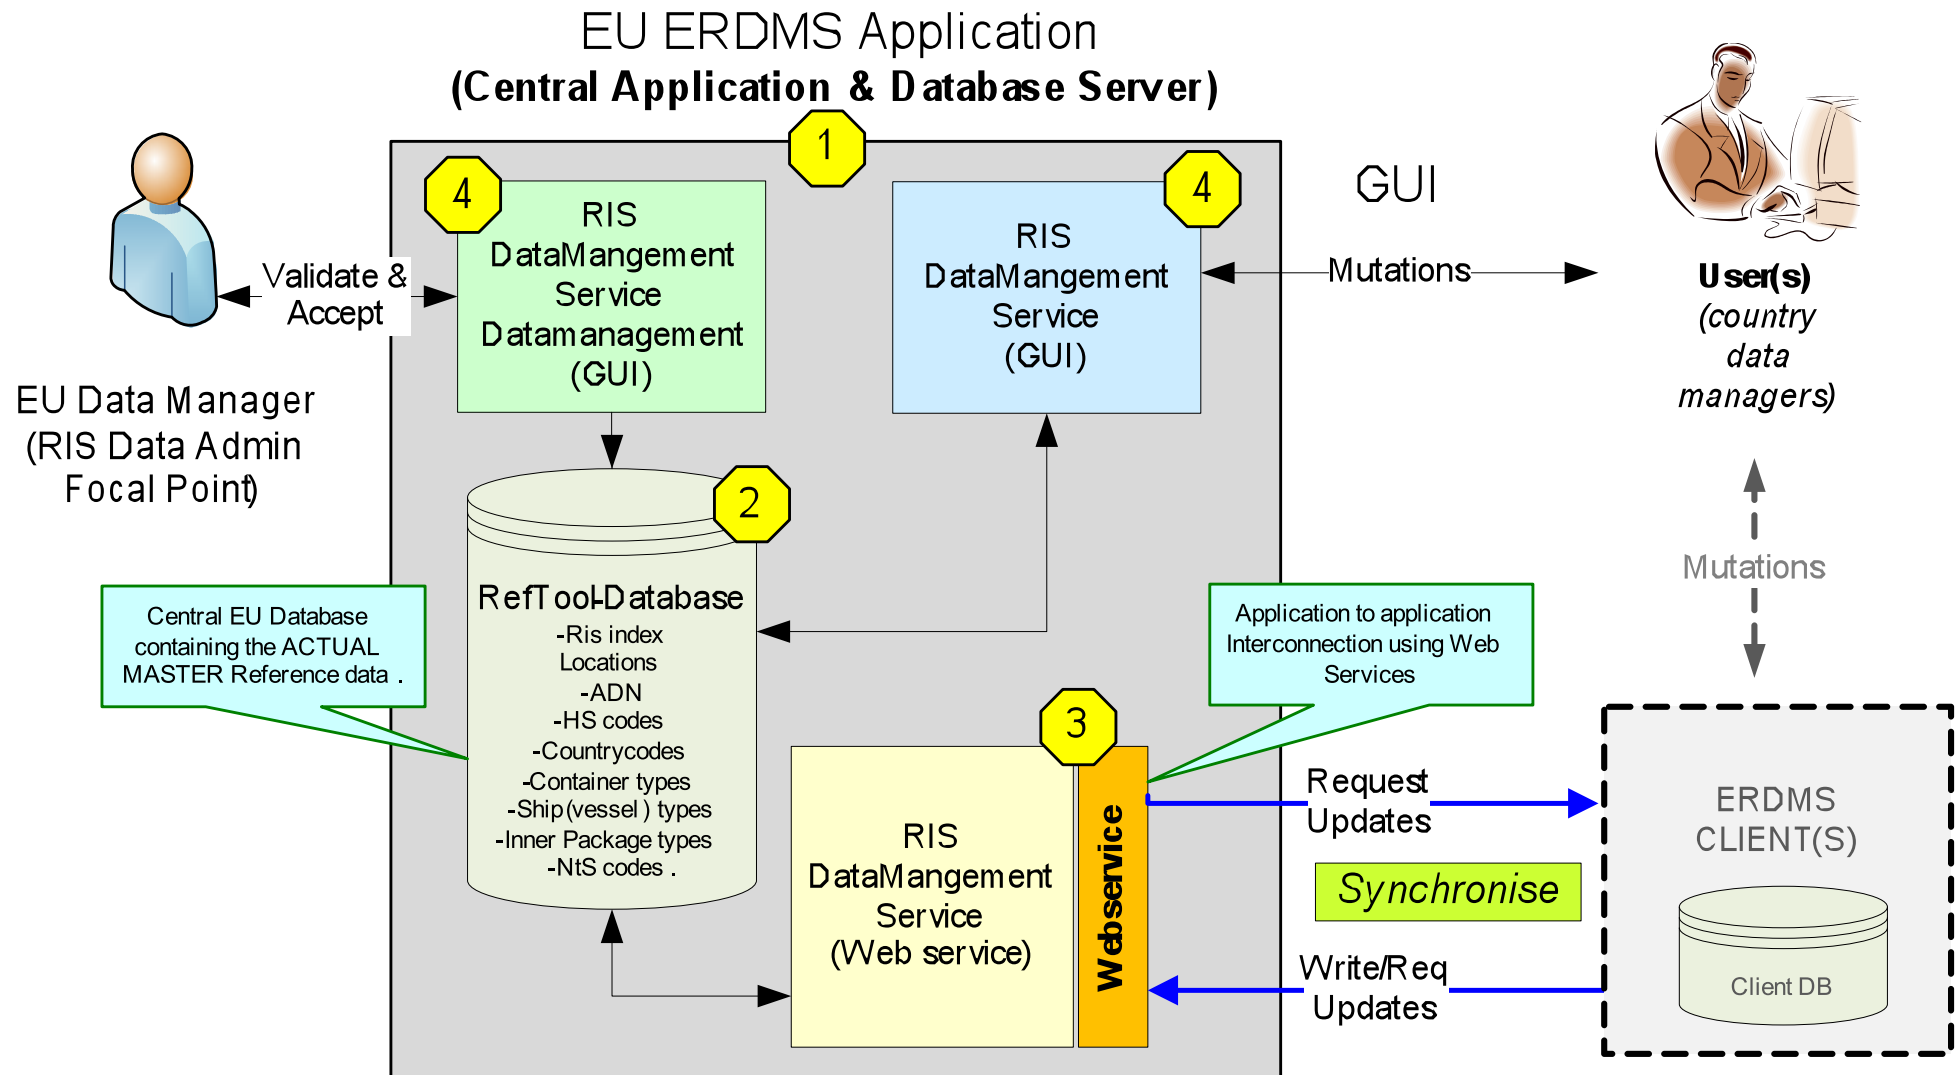 EU ERDMS Application
(Central Application & Database Server)
1
4
RIS
DataMangement
Service
Datamanagement
(GUI)
4
RIS
DataMangement
Service
(GUI)
GUI
Mutations
Validate &
Accept
EU Data Manager
(RIS Data Admin
Focal Point)
User(s)
(country
data
managers)
Mutations
2
RefTool-Database
-Ris index
Locations
-ADN
-HS codes
-Countrycodes
-Container types
-Ship(vessel) types
-Inner Package types
-NtS codes .
Central EU Database
containing the ACTUAL
MASTER Reference data .
Application to application
Interconnection using Web
Services
3
RIS
DataMangement
Service
(Web service)
Webservice
Request
Updates
Synchronise
Write/Req
Updates
ERDMS
CLIENT(S)
Client DB